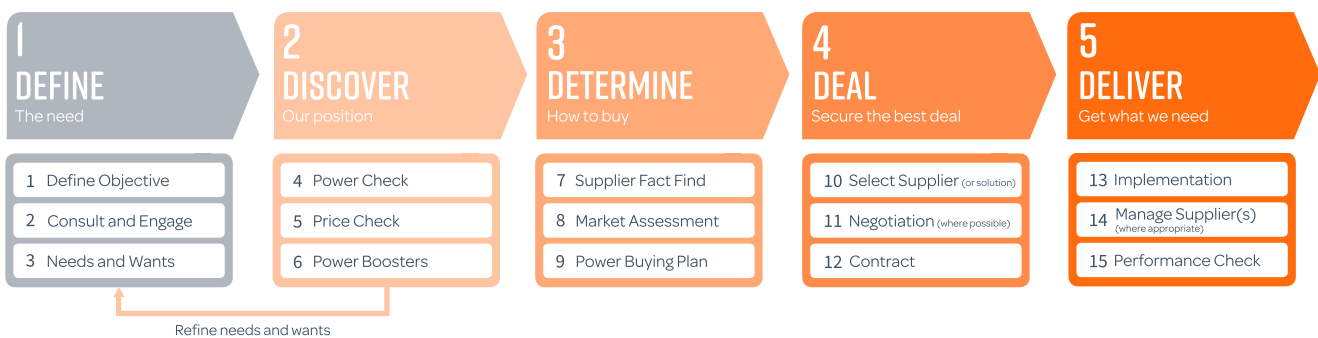 1
DEFINE
The need
1 Define Objective
2 Consult and Engage
3 Needs and Wants
2
DISCOVER
Our position
4 Power Check
5 Price Check
6 Power Boosters
Refine needs and wants
3
DETERMINE
How to buy
7 Supplier Fact Find
8 Market Assessment
9 Power Buying Plan
4
DEAL
Secure the best deal
10 Select Supplier (or solution)
11 Negotiation (where possible)
12 Contract
5
DELIVER
Get what we need
13 Implementation
14 Manage Supplier(s)
(where appropriate)
15 Performance Check